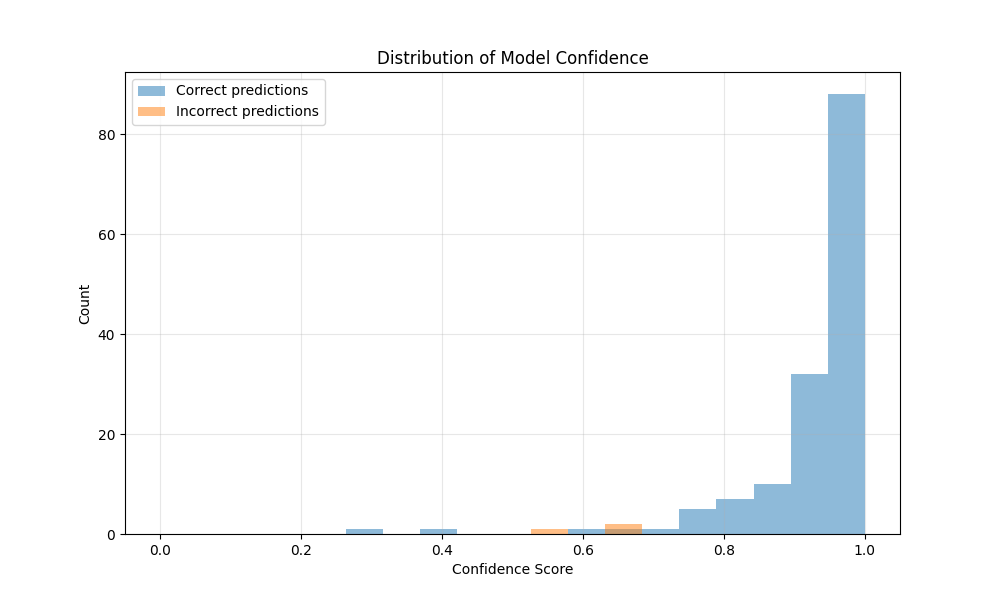 Distribution of Model Confidence
Correct predictions
Incorrect predictions
Count
80
60
40
20
0
0.0 0.2 0.4 0.6 0.8 1.0
Confidence Score